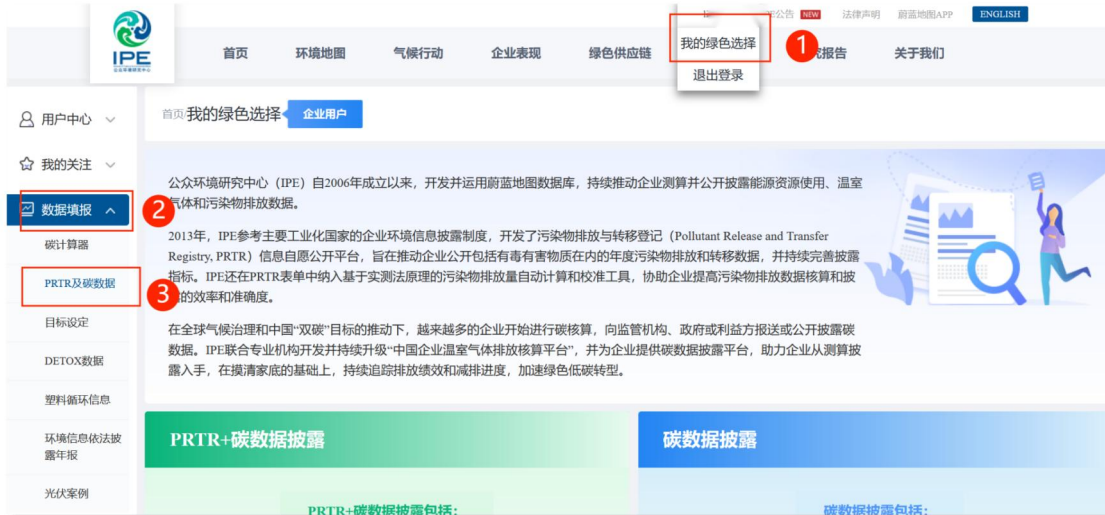 公告 NEW 法律声明 蔚蓝地图APP ENGLISH
IPE
公众环境研究中心
首页 环境地图 气候行动 企业表现 绿色供应链 我的绿色选择 1 究报告 关于我们
退出登录
用户中心
首页/我的绿色选择 企业用户
我的关注
数据填报 2
碳计算器
PRTR及碳数据 3
目标设定
DETOX数据
塑料循环信息
环境信息依法披
露年报
光伏案例
公众环境研究中心（IPE）自2006年成立以来，开发并运用蔚蓝地图数据库，持续推动企业测算并公开披露能源资源使用、温室
气体和污染物排放数据。
2013年，IPE参考主要工业化国家的企业环境信息披露制度，开发了污染物排放与转移登记（Pollutant Release and Transfer
Registry, PRTR）信息自愿公开平台，旨在推动企业公开包括有毒有害物质在内的年度污染物排放和转移数据，并持续完善披露
指标。IPE还在PRTR表单中纳入基于实测法原理的污染物排放量自动计算和校准工具，协助企业提高污染物排放数据核算和披
的效率和准确度。
在全球气候治理和中国“双碳”目标的推动下，越来越多的企业开始进行碳核算，向监管机构、政府或利益方报送或公开披露碳
数据。IPE联合专业机构开发并持续升级“中国企业温室气体排放核算平台”，并为企业提供碳数据披露平台，助力企业从测算披
露入手，在摸清家底的基础上，持续追踪排放绩效和减排进度，加速绿色低碳转型。
PRTR+碳数据披露
PRTR+碳数据披露包括：
碳数据披露
碳数据披露包括：